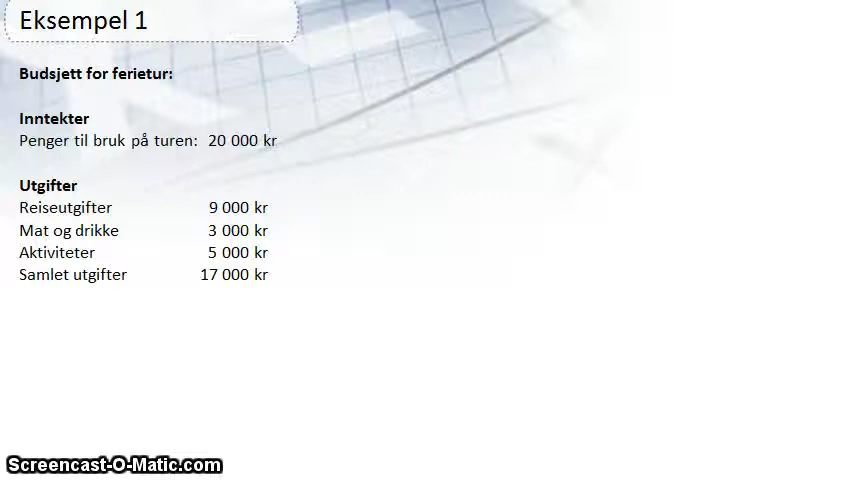 Eksempel 1
Budsjett for ferietur:
Inntekter
Penger til bruk på turen: 20 000 kr
Utgifter
Reiseutgifter 9 000 kr
Mat og drikke 3 000 kr
Aktiviteter 5 000 kr
Samlet utgifter 17 000 kr
Screencast-O-Matic.com